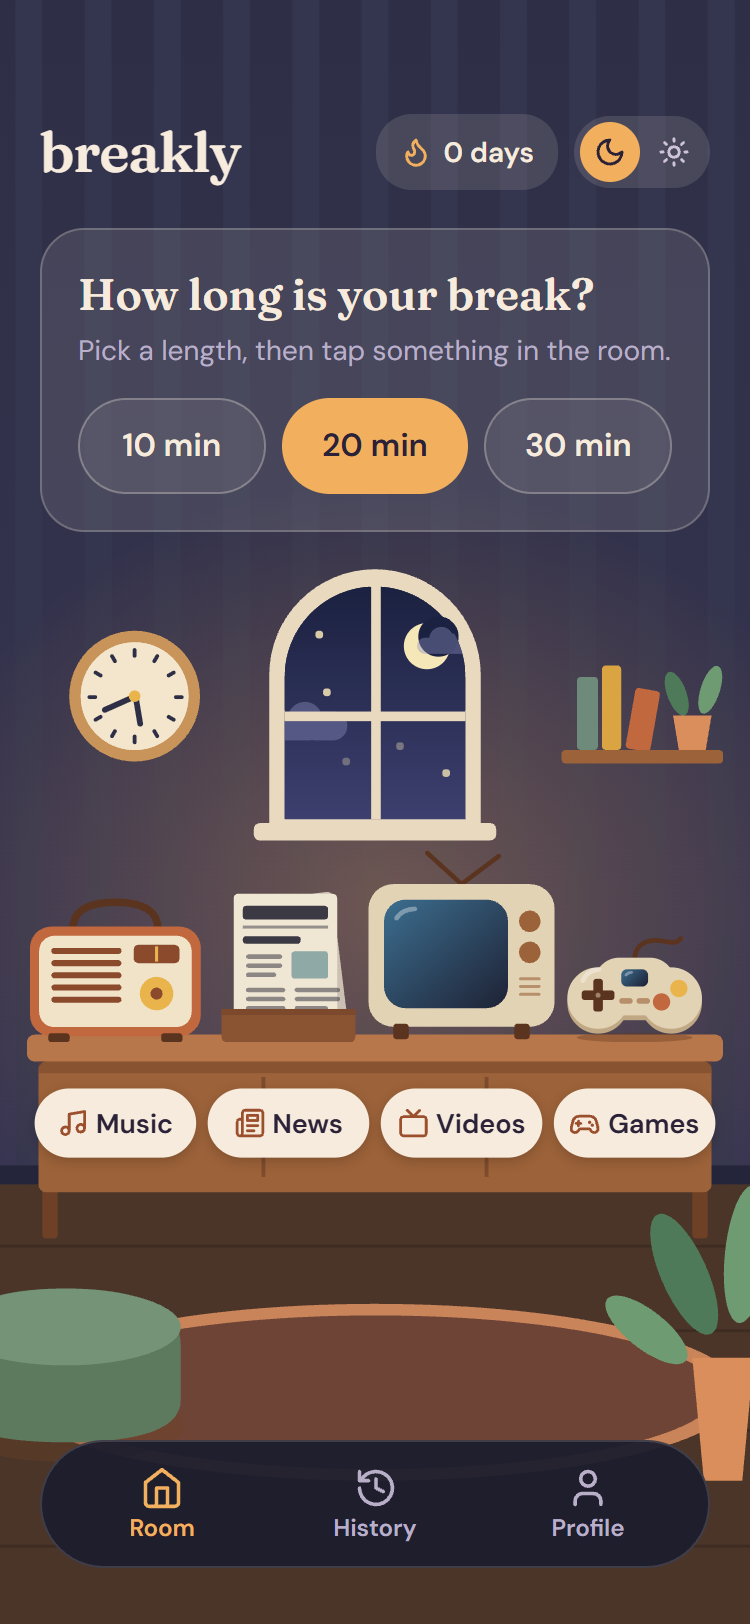 breakly
0 days
How long is your break?
Pick a length, then tap something in the room.
10 min
20 min
30 min
Music
News
Videos
Games
Room
History
Profile